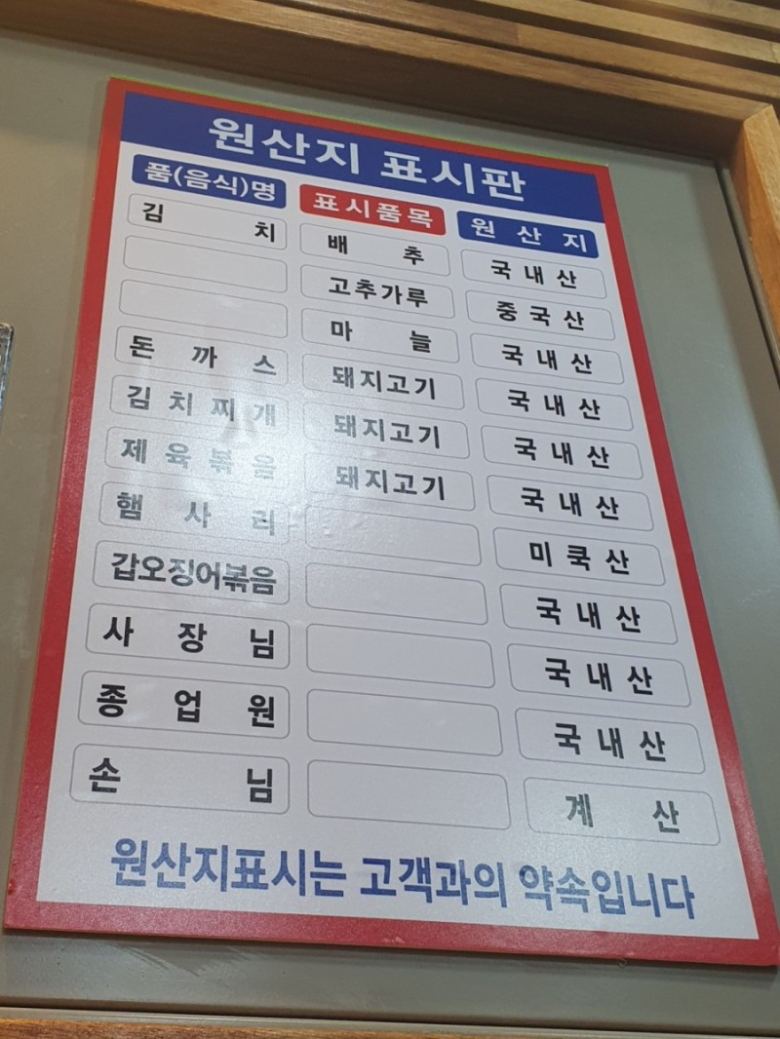 원산지 표시판
품(음식)명 표시품목 원산지
김치 배추 국내산
고추가루 중국산
마늘 국내산
돈까스 돼지고기 국내산
김치찌개 돼지고기 국내산
제육볶음 돼지고기 국내산
햄사리 미쿡산
갑오징어볶음 국내산
사장님 국내산
종업원 국내산
손님 계산
원산지표시는 고객과의 약속입니다